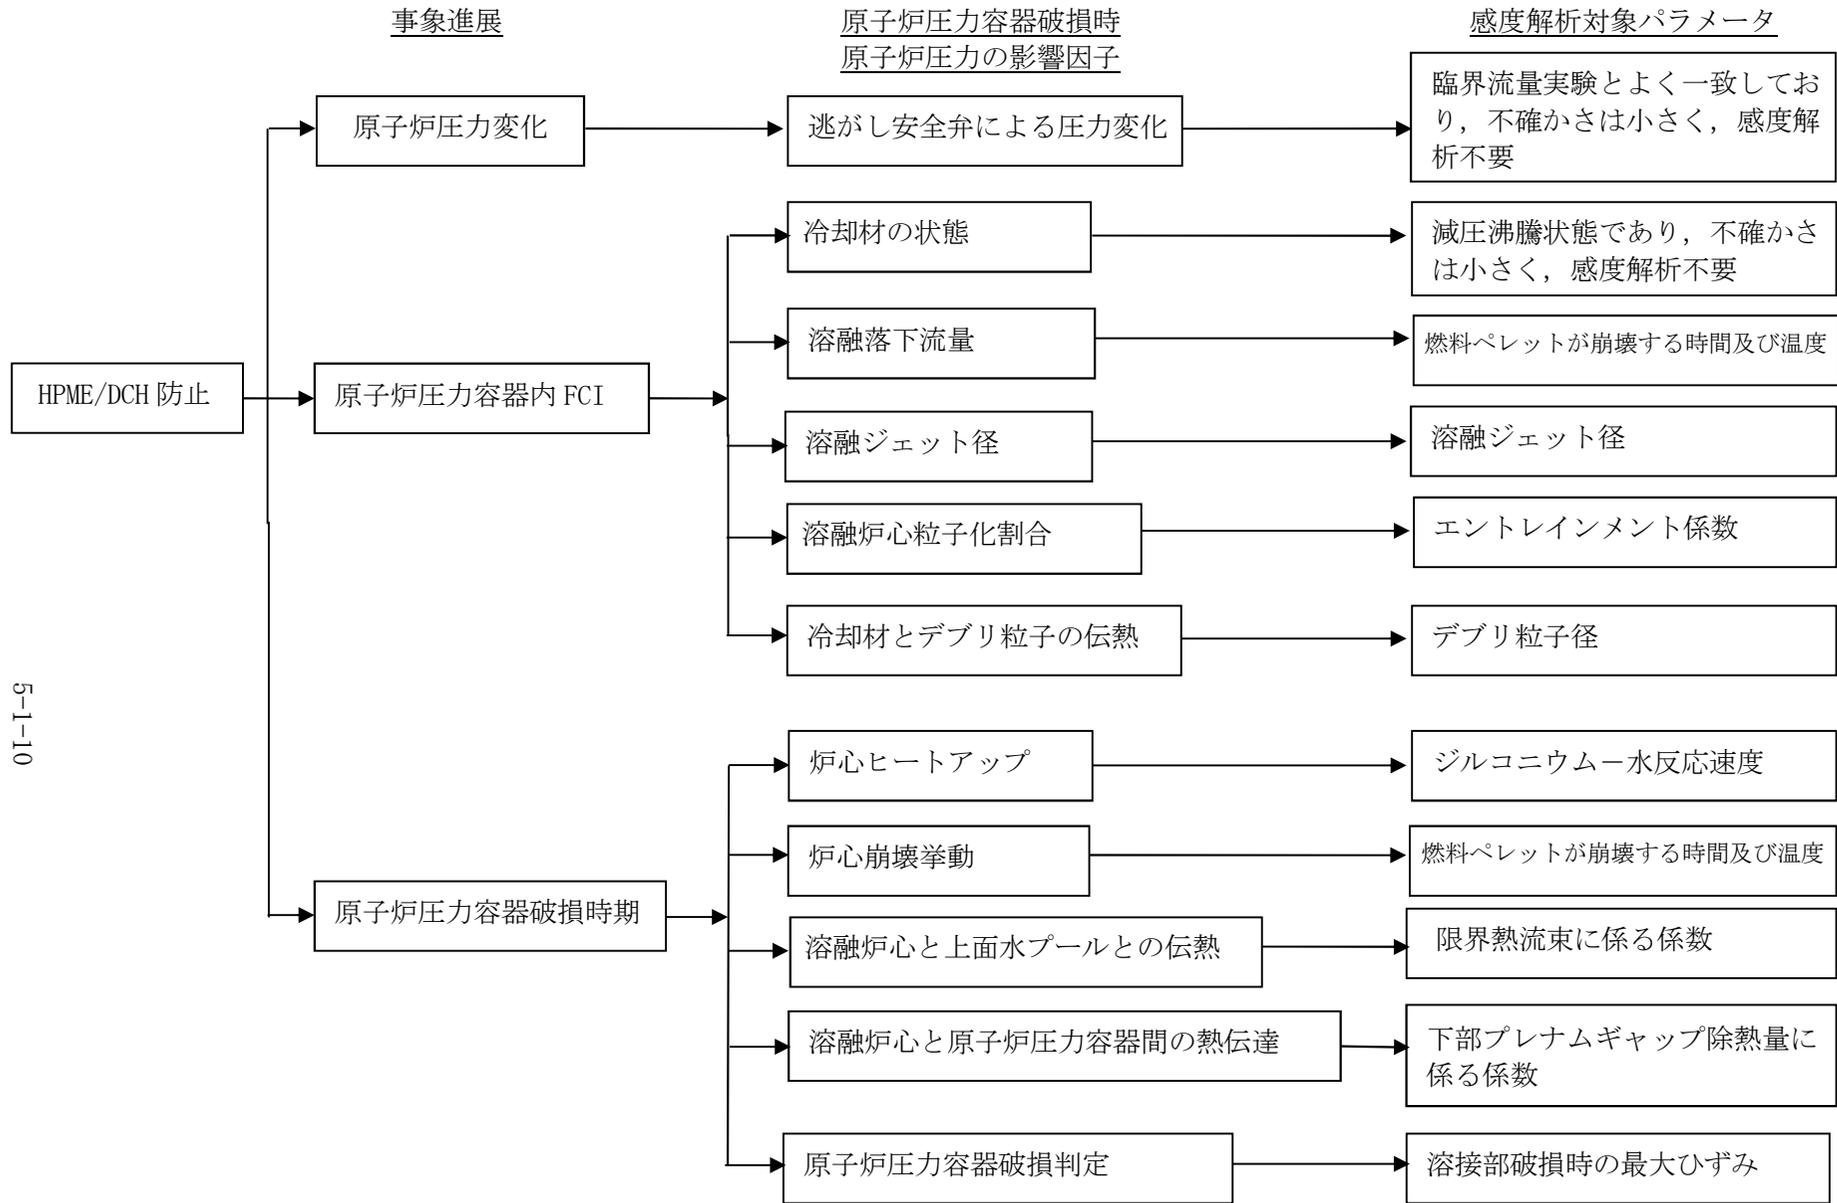 事象進展
原子炉圧力容器破損時
原子炉圧力の影響因子
感度解析対象パラメータ
原子炉圧力変化
逃がし安全弁による圧力変化
臨界流量実験とよく一致してお
り，不確かさは小さく，感度解
析不要
冷却材の状態
減圧沸騰状態であり，不確かさ
は小さく，感度解析不要
溶融落下流量
燃料ペレットが崩壊する時間及び温度
HPME/DCH 防止
原子炉圧力容器内 FCI
溶融ジェット径
溶融ジェット径
溶融炉心粒子化割合
エントレインメント係数
冷却材とデブリ粒子の伝熱
デブリ粒子径
炉心ヒートアップ
ジルコニウム－水反応速度
炉心崩壊挙動
燃料ペレットが崩壊する時間及び温度
原子炉圧力容器破損時期
溶融炉心と上面水プールとの伝熱
限界熱流束に係る係数
溶融炉心と原子炉圧力容器間の熱伝達
下部プレナムギャップ除熱量に
係る係数
原子炉圧力容器破損判定
溶接部破損時の最大ひずみ
5-1-10